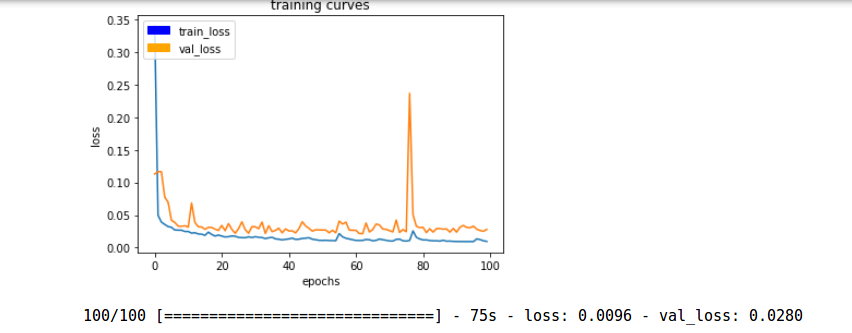 training curves
0.35
train_loss
val_loss
0.30
0.25
0.20
loss
0.15
0.10
0.05
0.00
0 20 40 60 80 100
epochs
100/100 [==============================] - 75s - loss: 0.0096 - val_loss: 0.0280